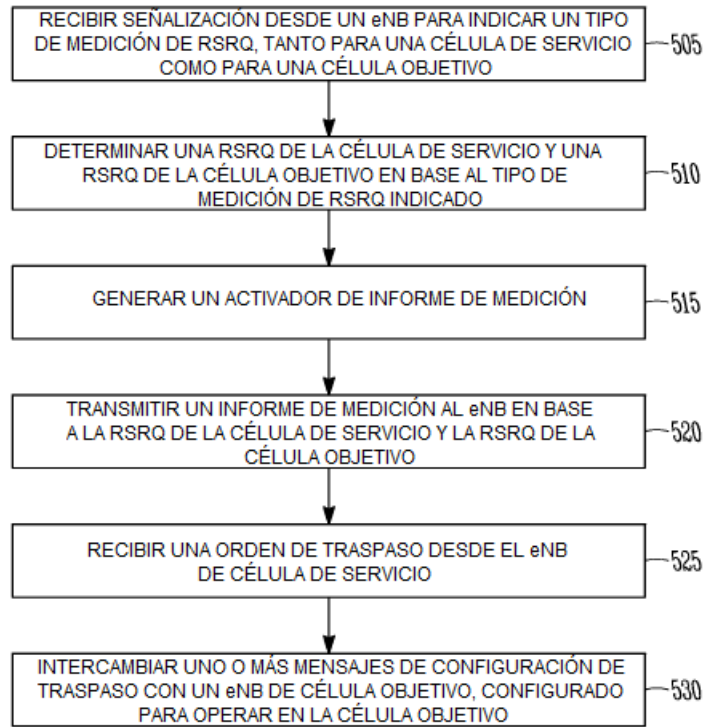 RECIBIR SEÑALIZACIÓN DESDE UN eNB PARA INDICAR UN TIPO
DE MEDICIÓN DE RSRQ, TANTO PARA UNA CÉLULA DE SERVICIO
COMO PARA UNA CÉLULA OBJETIVO
505
DETERMINAR UNA RSRQ DE LA CÉLULA DE SERVICIO Y UNA
RSRQ DE LA CÉLULA OBJETIVO EN BASE AL TIPO DE
MEDICIÓN DE RSRQ INDICADO
510
GENERAR UN ACTIVADOR DE INFORME DE MEDICIÓN
515
TRANSMITIR UN INFORME DE MEDICIÓN AL eNB EN BASE
A LA RSRQ DE LA CÉLULA DE SERVICIO Y LA RSRQ DE LA
CÉLULA OBJETIVO
520
RECIBIR UNA ORDEN DE TRASPASO DESDE EL eNB
DE CÉLULA DE SERVICIO
525
INTERCAMBIAR UNO O MÁS MENSAJES DE CONFIGURACIÓN DE
TRASPASO CON UN eNB DE CÉLULA OBJETIVO, CONFIGURADO
PARA OPERAR EN LA CÉLULA OBJETIVO
530